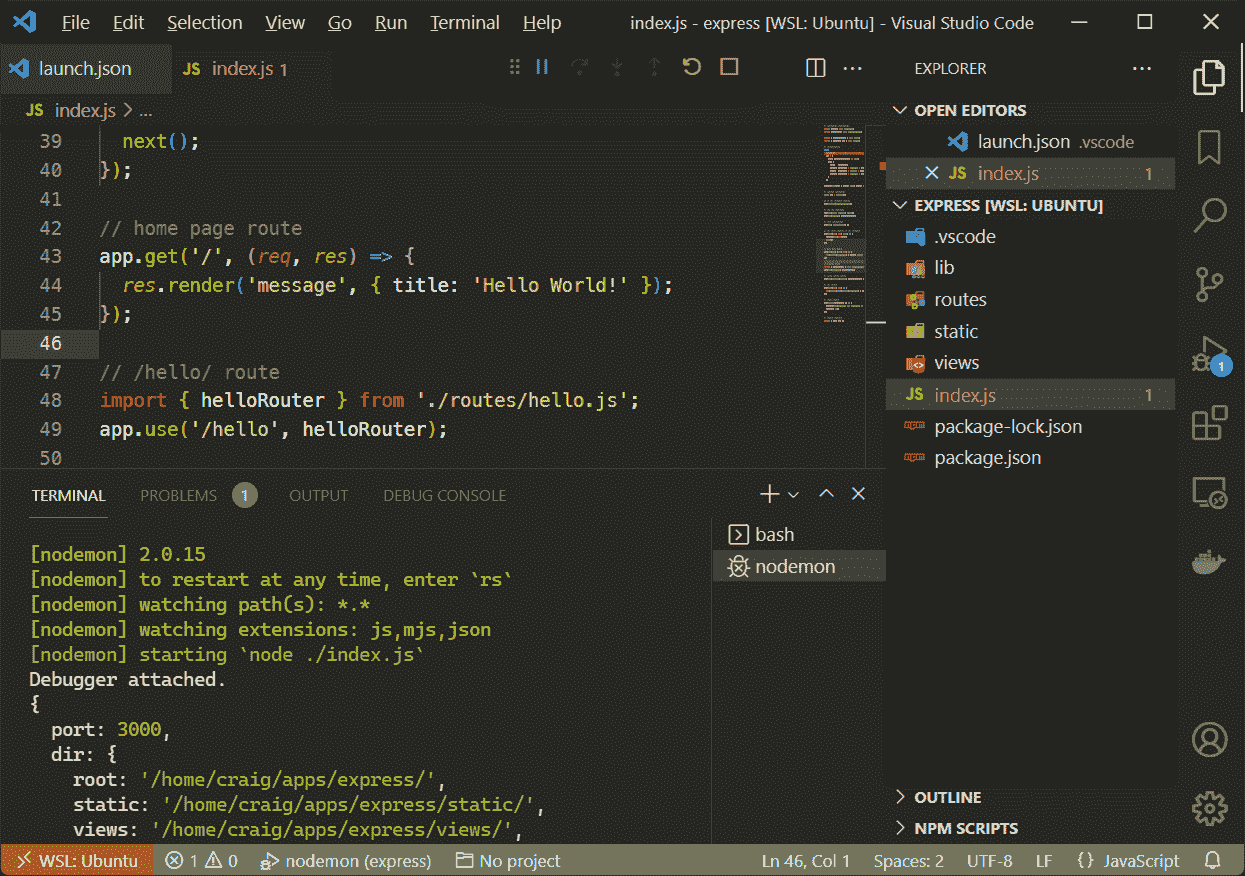 File Edit Selection View Go Run Terminal Help index.js - express [WSL: Ubuntu] - Visual Studio Code
launch.json JS index.js 1
JS index.js > ...
39 next();
40 });
41
42 // home page route
43 app.get('/', (req, res) => {
44 res.render('message', { title: 'Hello World!' });
45 });
46
47 // /hello/ route
48 import { helloRouter } from './routes/hello.js';
49 app.use('/hello', helloRouter);
50
TERMINAL PROBLEMS 1 OUTPUT DEBUG CONSOLE
[nodemon] 2.0.15
[nodemon] to restart at any time, enter `rs`
[nodemon] watching path(s): *.*
[nodemon] watching extensions: js,mjs,json
[nodemon] starting `node ./index.js`
Debugger attached.
{
port: 3000,
dir: {
root: '/home/craig/apps/express/',
static: '/home/craig/apps/express/static/',
views: '/home/craig/apps/express/views/',
bash
nodemon
EXPLORER ...
OPEN EDITORS
launch.json .vscode
JS index.js 1
EXPRESS [WSL: UBUNTU]
.vscode
lib
routes
static
views
JS index.js 1
npm package-lock.json
npm package.json
OUTLINE
NPM SCRIPTS
1
WSL: Ubuntu 1 0 nodemon (express) No project Ln 46, Col 1 Spaces: 2 UTF-8 LF {} JavaScript